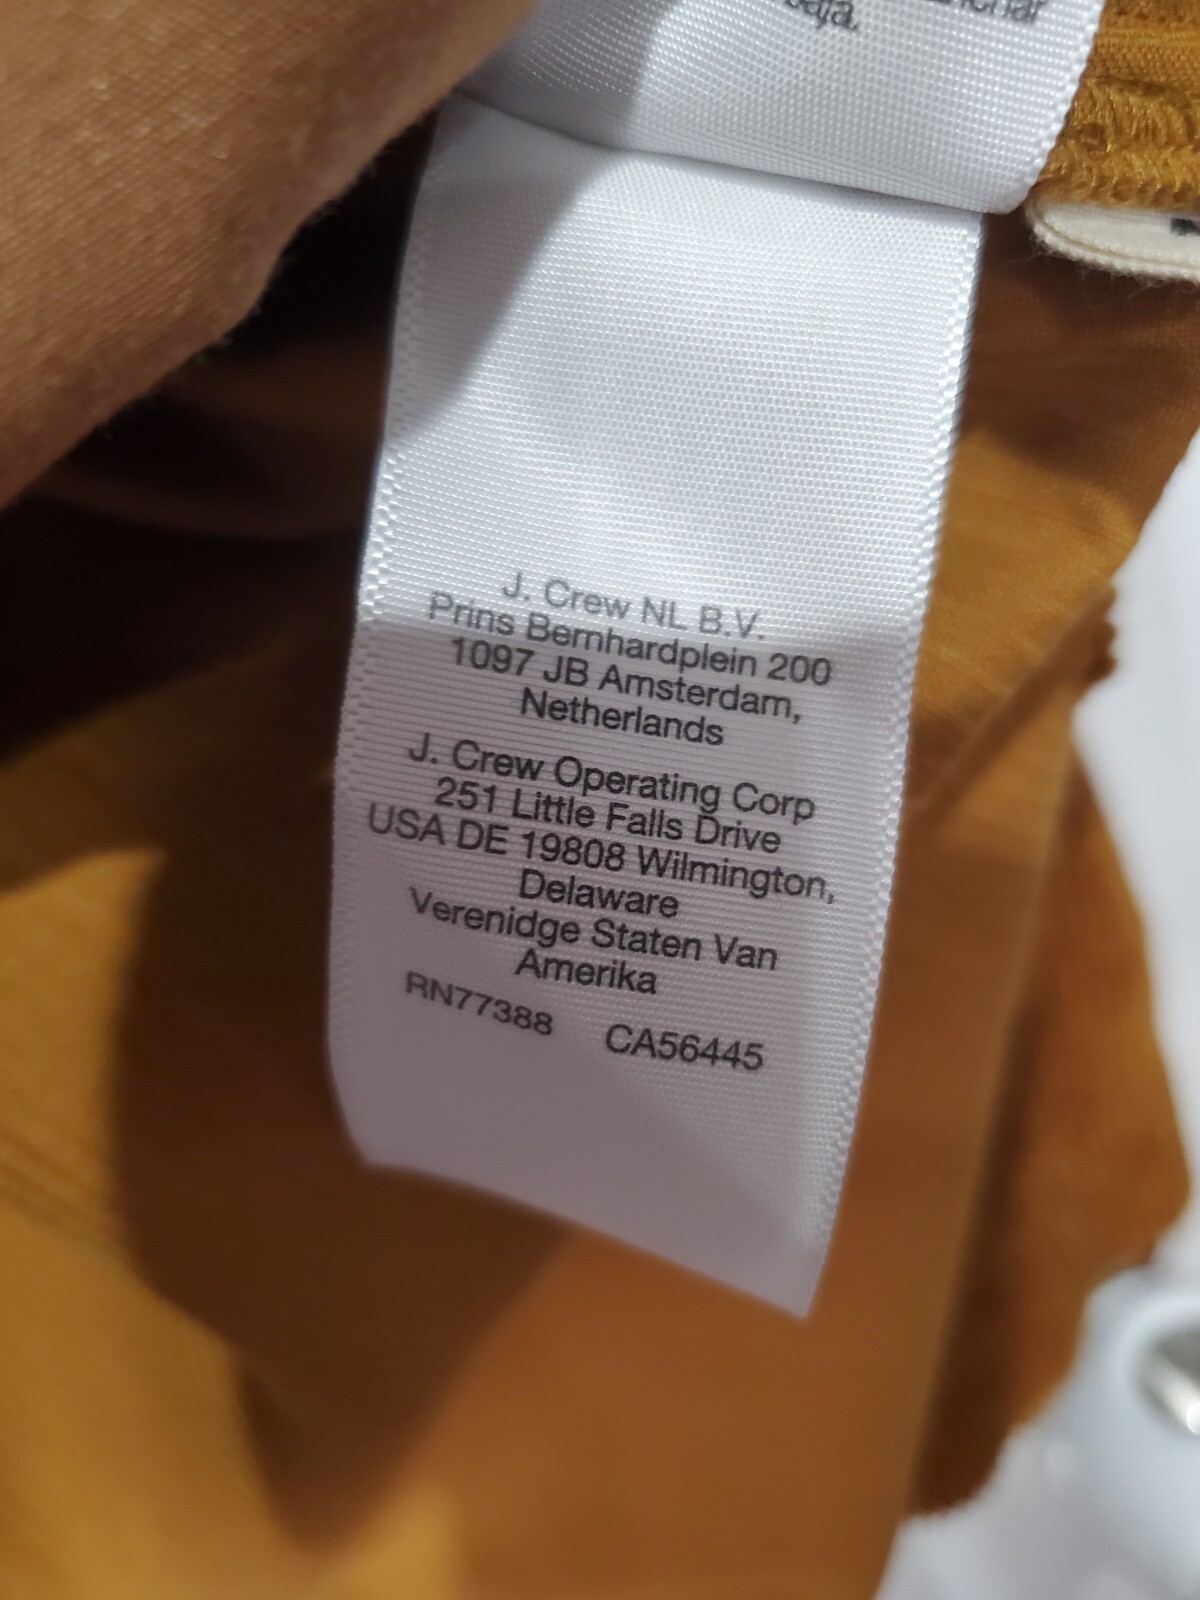 baja.
J. Crew NL B.V.
Prins Bernhardplein 200
1097 JB Amsterdam,
Netherlands
J. Crew Operating Corp
251 Little Falls Drive
USA DE 19808 Wilmington,
Delaware
Verenidge Staten Van
Amerika
RN77388 CA56445